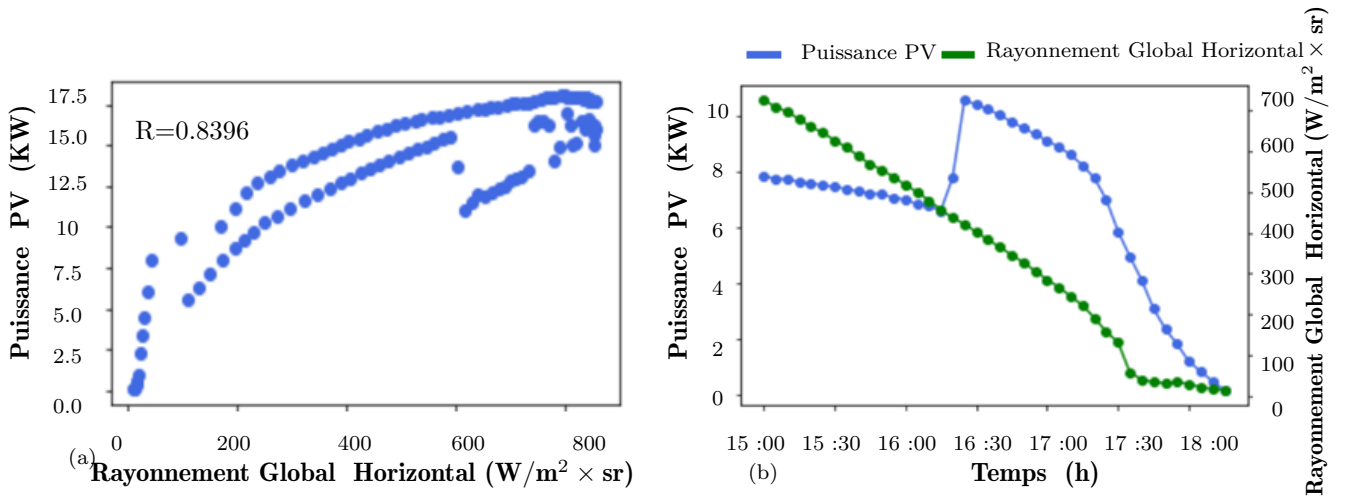 R=0.8396
Puissance PV (KW)
17.5
15.0
12.5
10
7.5
5.0
2.5
0.0
0 200 400 600 800
(a)
Rayonnement Global Horizontal (W/m² × sr)
Puissance PV Rayonnement Global Horizontal
Puissance PV (KW)
10
8
6
4
2
0
700
600
500
400
300
200
100
0
Rayonnement Global Horizontal (W/m² × sr)
15 :00 15 :30 16 :00 16 :30 17 :00 17 :30 18 :00
(b)
Temps (h)